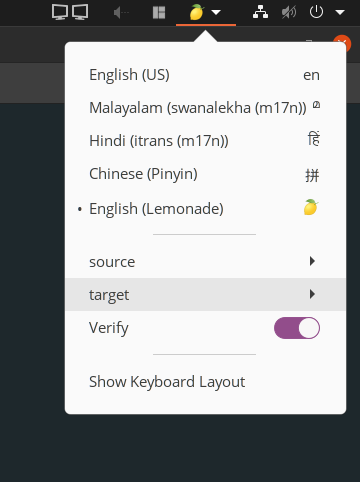 English (US) en
Malayalam (swanalekha (m17n)) മ
Hindi (itrans (m17n)) हिं
Chinese (Pinyin) 拼
• English (Lemonade) 🍋
source
target
Verify
Show Keyboard Layout